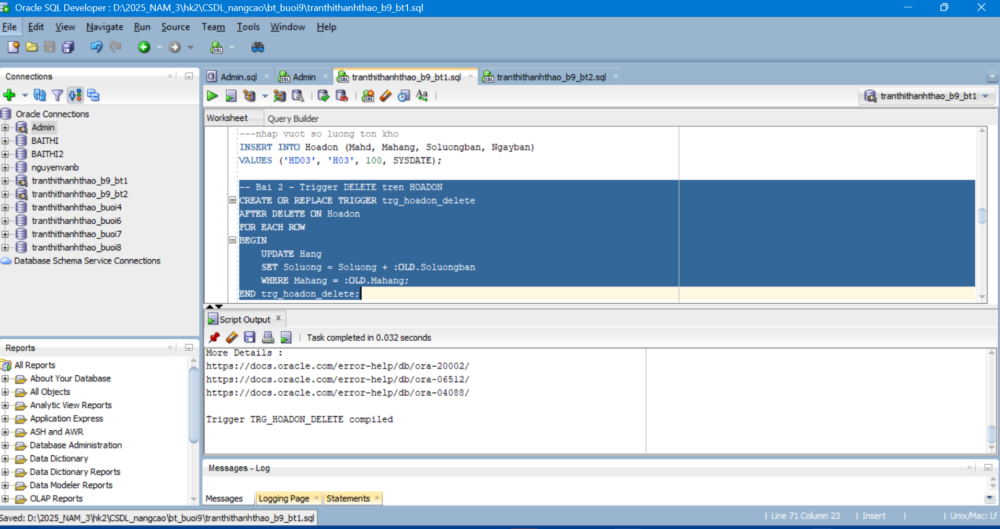 Oracle SQL Developer : D:\2025_NAM_3\hk2\CSDL_nangcao\bt_buoi9\tranthithanhthao_b9_bt1.sql
File Edit View Navigate Run Source Team Tools Window Help
Connections
Oracle Connections
Admin
BAITHI
BAITHI2
nguyenvanb
tranthithanhthao_b9_bt1
tranthithanhthao_b9_bt2
tranthithanhthao_buoi4
tranthithanhthao_buoi6
tranthithanhthao_buoi7
tranthithanhthao_buoi8
Database Schema Service Connections
Reports
All Reports
About Your Database
All Objects
Analytic View Reports
Application Express
ASH and AWR
Database Administration
Data Dictionary
Data Dictionary Reports
Data Modeler Reports
OLAP Reports
Admin.sql Admin tranthithanhthao_b9_bt1.sql tranthithanhthao_b9_bt2.sql
tranthithanhthao_b9_bt1
Worksheet Query Builder
---nhap vuot so luong ton kho
INSERT INTO Hoadon (Mahd, Mahang, Soluongban, Ngayban)
VALUES ('HD03', 'H03', 100, SYSDATE);
-- Bai 2 - Trigger DELETE tren HOADON
CREATE OR REPLACE TRIGGER trg_hoadon_delete
AFTER DELETE ON Hoadon
FOR EACH ROW
BEGIN
UPDATE Hang
SET Soluong = Soluong + :OLD.Soluongban
WHERE Mahang = :OLD.Mahang;
END trg_hoadon_delete;
Script Output
Task completed in 0.032 seconds
More Details :
https://docs.oracle.com/error-help/db/ora-20002/
https://docs.oracle.com/error-help/db/ora-06512/
https://docs.oracle.com/error-help/db/ora-04088/
Trigger TRG_HOADON_DELETE compiled
Messages - Log
Messages Logging Page Statements
Saved: D:\2025_NAM_3\hk2\CSDL_nangcao\bt_buoi9\tranthithanhthao_b9_bt1.sql
Line 71 Column 23 | Insert | | Unix/Mac: LF